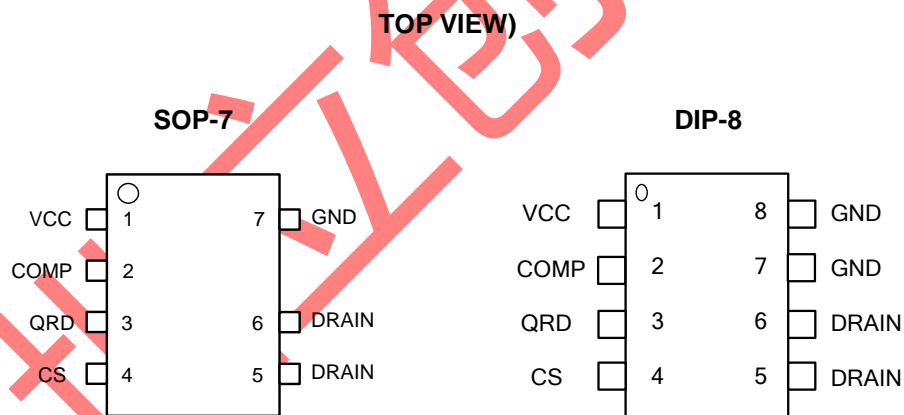 TOP VIEW)
SOP-7
DIP-8
VCC 1 7 GND
COMP 2
QRD 3 6 DRAIN
CS 4 5 DRAIN
VCC 1 8 GND
COMP 2 7 GND
QRD 3 6 DRAIN
CS 4 5 DRAIN